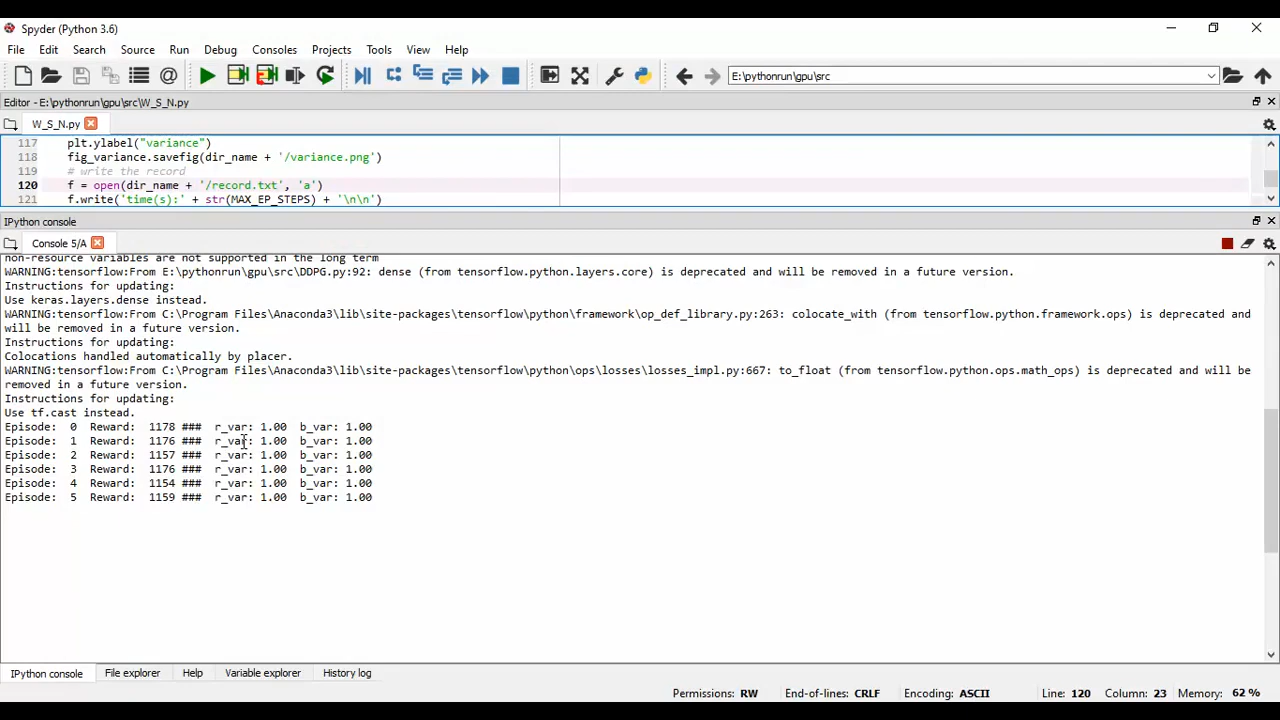 Spyder (Python 3.6)
File Edit Search Source Run Debug Consoles Projects Tools View Help
E:\pythonrun\gpu\src
Editor - E:\pythonrun\gpu\src\W_S_N.py
W_S_N.py
117 plt.ylabel("variance")
118 fig_variance.savefig(dir_name + '/variance.png')
119 # write the record
120 f = open(dir_name + '/record.txt', 'a')
121 f.write('time(s):' + str(MAX_EP_STEPS) + '\n\n')
IPython console
Console 5/A
non-resource variables are not supported in the long term
WARNING:tensorflow:From E:\pythonrun\gpu\src\DDPG.py:92: dense (from tensorflow.python.layers.core) is deprecated and will be removed in a future version.
Instructions for updating:
Use keras.layers.dense instead.
WARNING:tensorflow:From C:\Program Files\Anaconda3\lib\site-packages\tensorflow\python\framework\op_def_library.py:263: colocate_with (from tensorflow.python.framework.ops) is deprecated and
will be removed in a future version.
Instructions for updating:
Colocations handled automatically by placer.
WARNING:tensorflow:From C:\Program Files\Anaconda3\lib\site-packages\tensorflow\python\ops\losses\losses_impl.py:667: to_float (from tensorflow.python.ops.math_ops) is deprecated and will be
removed in a future version.
Instructions for updating:
Use tf.cast instead.
Episode: 0 Reward: 1178 ### r_var: 1.00 b_var: 1.00
Episode: 1 Reward: 1176 ### r_var: 1.00 b_var: 1.00
Episode: 2 Reward: 1157 ### r_var: 1.00 b_var: 1.00
Episode: 3 Reward: 1176 ### r_var: 1.00 b_var: 1.00
Episode: 4 Reward: 1154 ### r_var: 1.00 b_var: 1.00
Episode: 5 Reward: 1159 ### r_var: 1.00 b_var: 1.00
IPython console File explorer Help Variable explorer History log
Permissions: RW End-of-lines: CRLF Encoding: ASCII Line: 120 Column: 23 Memory: 62 %